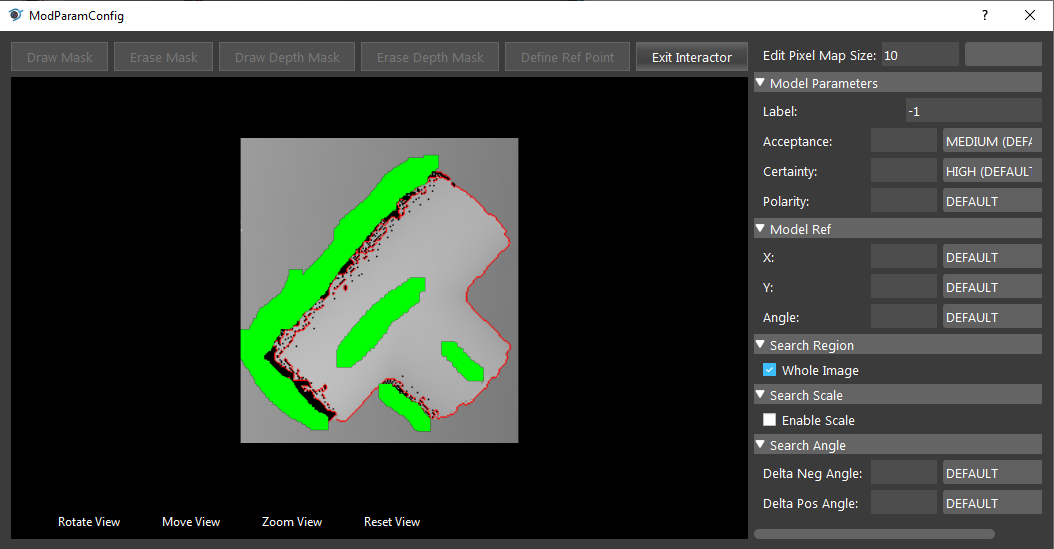 ModParamConfig
?
Draw Mask Erase Mask Draw Depth Mask Erase Depth Mask Define Ref Point Exit Interactor
Edit Pixel Map Size: 10
Model Parameters
Label: -1
Acceptance: MEDIUM (DEFA
Certainty: HIGH (DEFAULT
Polarity: DEFAULT
Model Ref
X: DEFAULT
Y: DEFAULT
Angle: DEFAULT
Search Region
Whole Image
Search Scale
Enable Scale
Search Angle
Delta Neg Angle: DEFAULT
Delta Pos Angle: DEFAULT
Rotate View Move View Zoom View Reset View